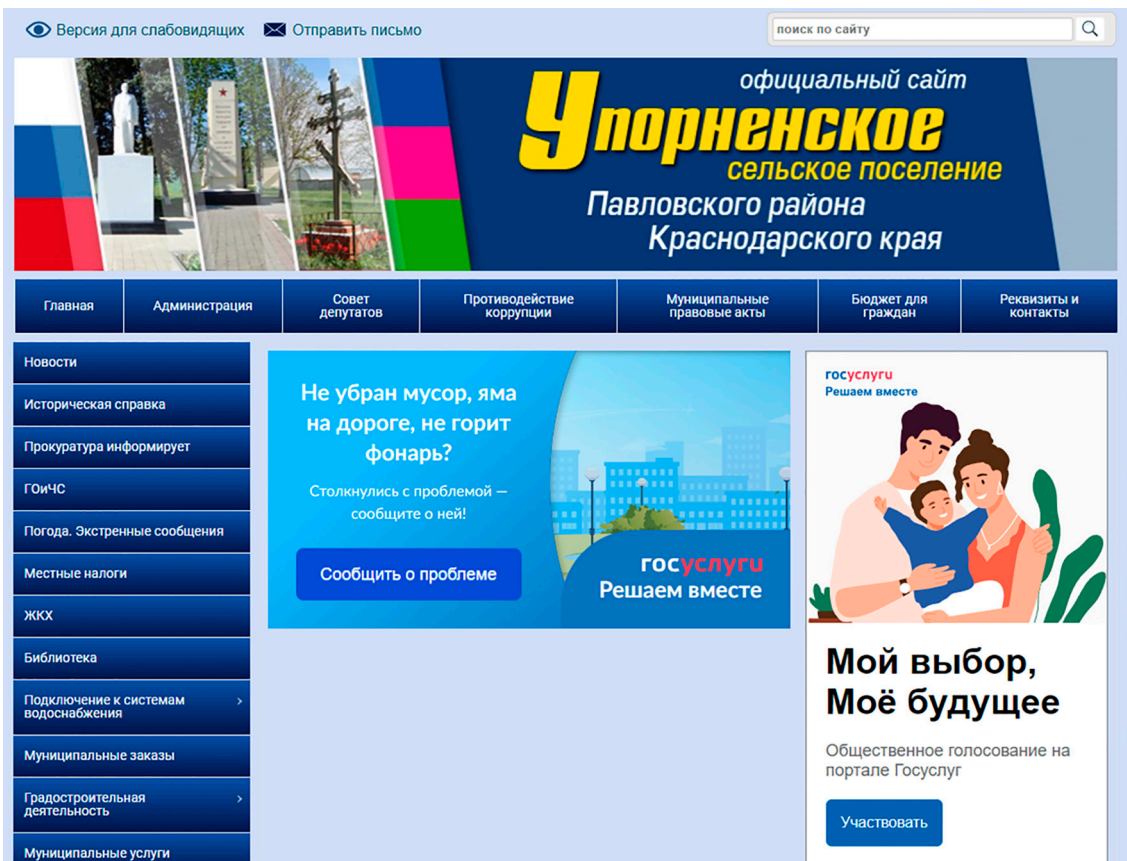 Версия для слабовидящих
Отправить письмо
поиск по сайту
официальный сайт
Упорненское
сельское поселение
Павловского района
Краснодарского края
Главная
Администрация
Совет
депутатов
Противодействие
коррупции
Муниципальные
правовые акты
Бюджет для
граждан
Реквизиты и
контакты
Новости
Историческая справка
Прокуратура информирует
ГОиЧС
Погода. Экстренные сообщения
Местные налоги
ЖКХ
Библиотека
Подключение к системам
водоснабжения
Муниципальные заказы
Градостроительная
деятельность
Муниципальные услуги
Не убран мусор, яма
на дороге, не горит
фонарь?
Столкнулись с проблемой —
сообщите о ней!
Сообщить о проблеме
госуслуги
Решаем вместе
госуслуги
Решаем вместе
Мой выбор,
Моё будущее
Общественное голосование на
портале Госуслуг
Участвовать